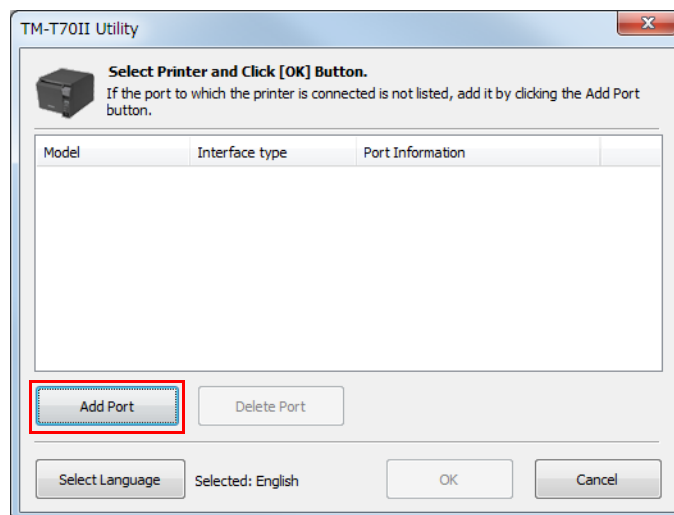 TM-T70II Utility
Select Printer and Click [OK] Button.
If the port to which the printer is connected is not listed, add it by clicking the Add Port
button.
Model Interface type Port Information
Add Port Delete Port
Select Language Selected: English OK Cancel